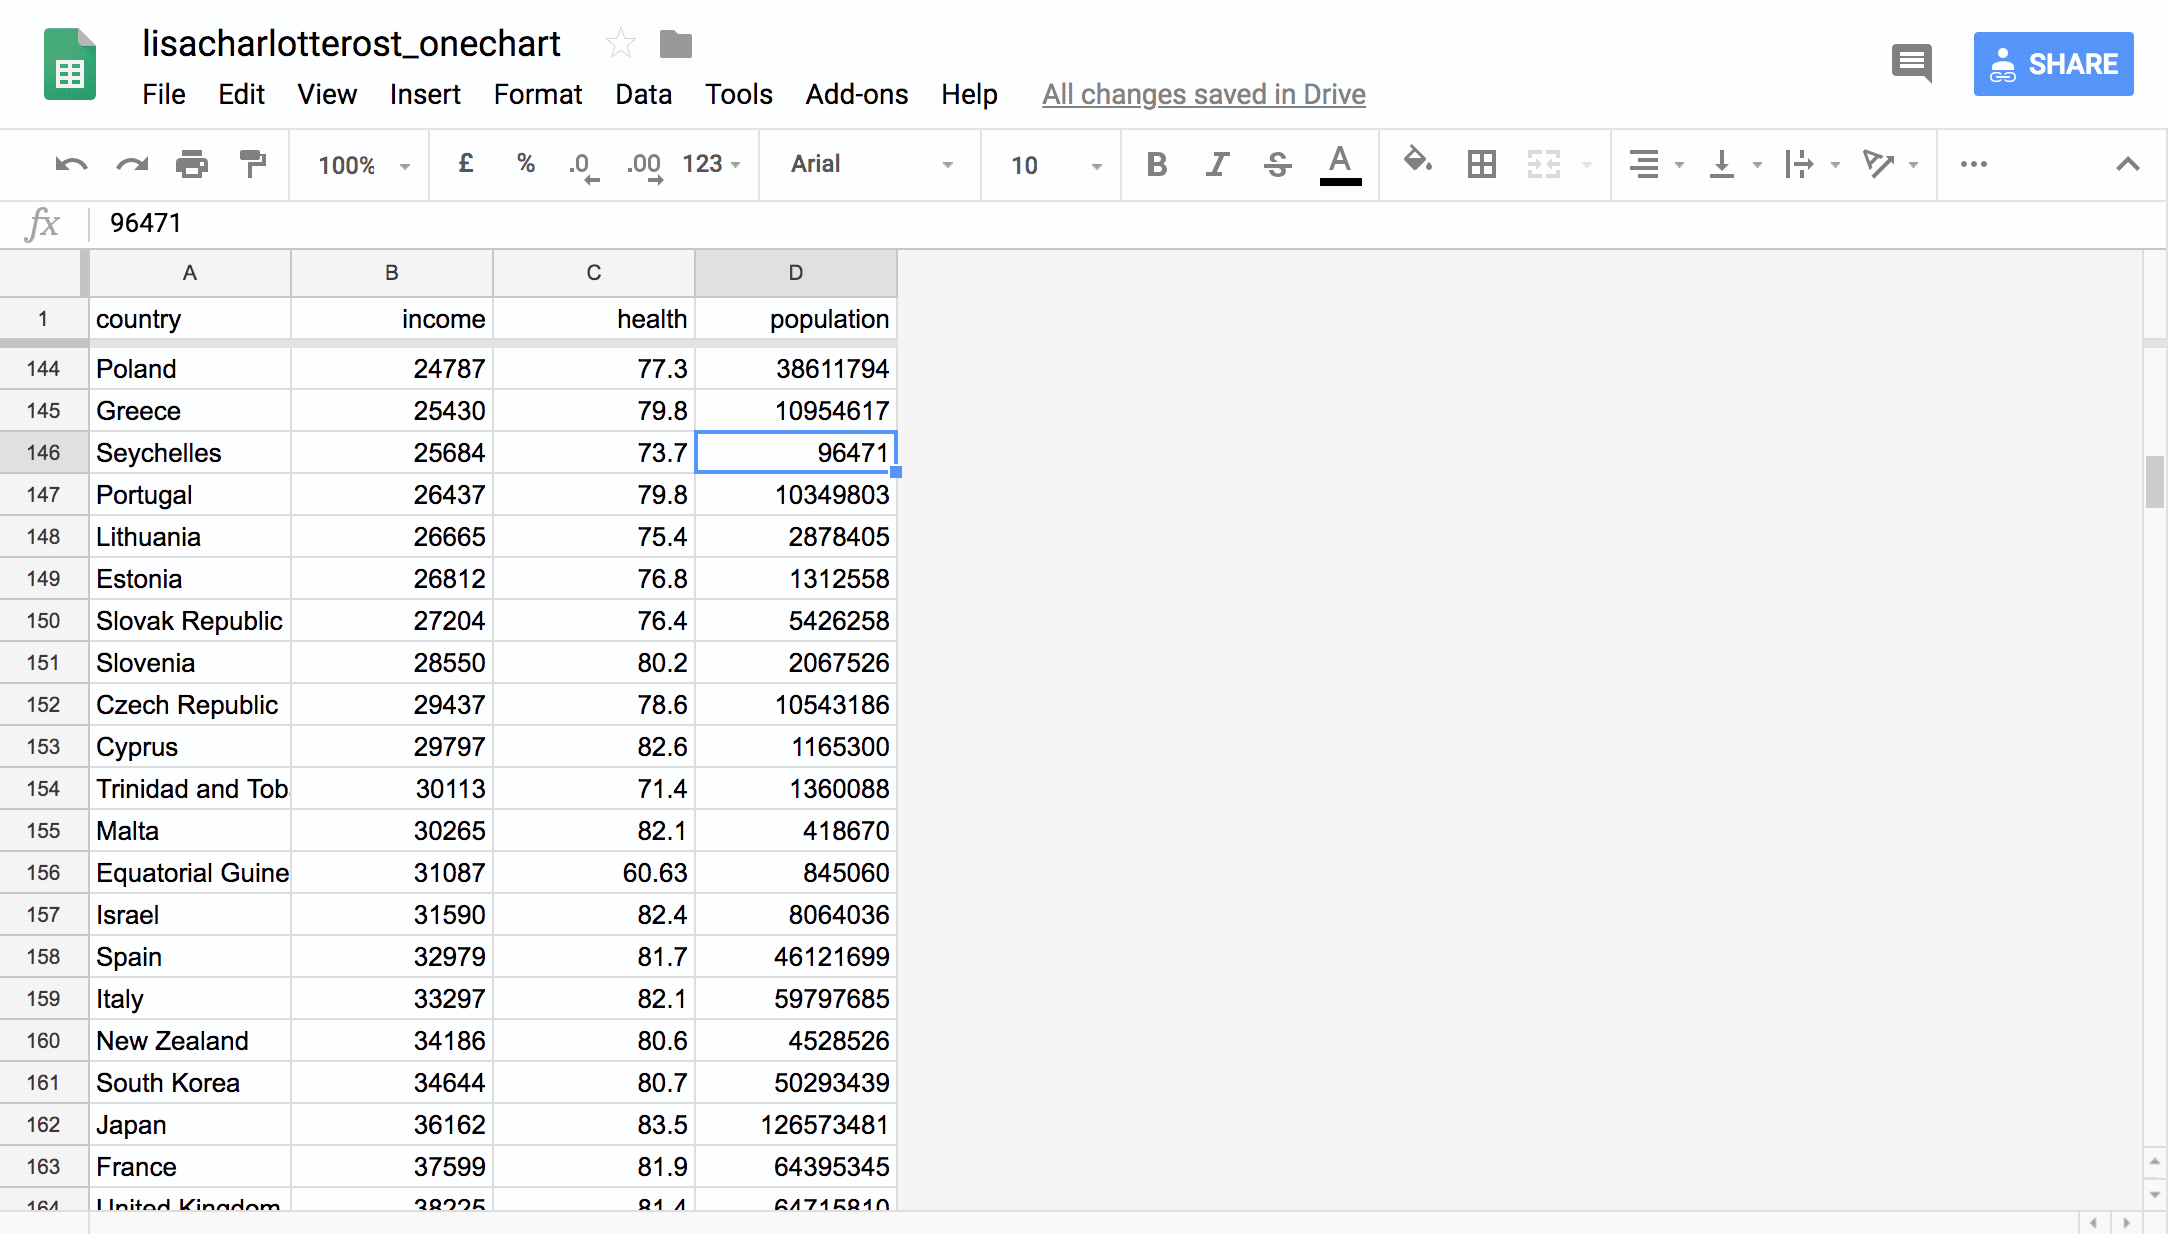 lisacharlotterost_onechart
File Edit View Insert Format Data Tools Add-ons Help All changes saved in Drive
SHARE
100% £ % .0 .00 123 Arial 10 B I S A
fx 96471
A B C D
1 country income health population
144 Poland 24787 77.3 38611794
145 Greece 25430 79.8 10954617
146 Seychelles 25684 73.7 96471
147 Portugal 26437 79.8 10349803
148 Lithuania 26665 75.4 2878405
149 Estonia 26812 76.8 1312558
150 Slovak Republic 27204 76.4 5426258
151 Slovenia 28550 80.2 2067526
152 Czech Republic 29437 78.6 10543186
153 Cyprus 29797 82.6 1165300
154 Trinidad and Tob 30113 71.4 1360088
155 Malta 30265 82.1 418670
156 Equatorial Guine 31087 60.63 845060
157 Israel 31590 82.4 8064036
158 Spain 32979 81.7 46121699
159 Italy 33297 82.1 59797685
160 New Zealand 34186 80.6 4528526
161 South Korea 34644 80.7 50293439
162 Japan 36162 83.5 126573481
163 France 37599 81.9 64395345
164 United Kingdom 38225 81.4 64715810